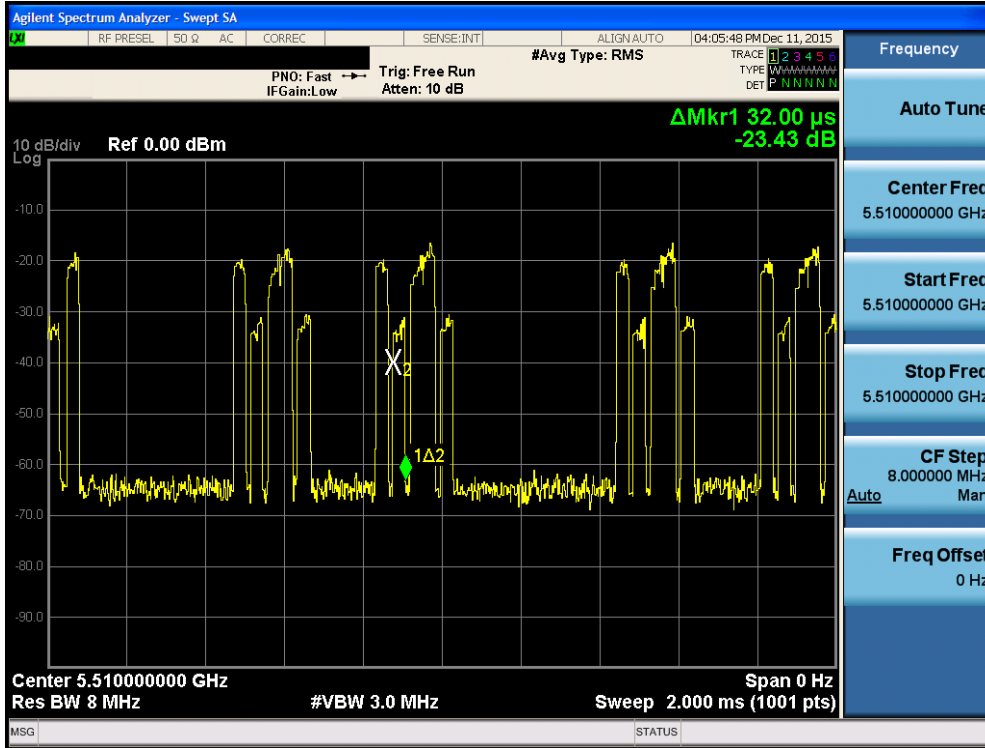 Agilent Spectrum Analyzer - Swept SA
LXI RF PRESEL 50 Ω AC CORREC SENSE:INT ALIGN AUTO 04:05:48 PM Dec 11, 2015
#Avg Type: RMS TRACE 1 2 3 4 5 6
PNO: Fast Trig: Free Run TYPE WWWWWW
IFGain:Low Atten: 10 dB DET P N N N N N
ΔMkr1 32.00 µs
-23.43 dB
10 dB/div Ref 0.00 dBm
Log
-10.0
-20.0
-30.0
-40.0
-50.0
-60.0
-70.0
-80.0
-90.0
X2
1Δ2
Center 5.510000000 GHz Span 0 Hz
Res BW 8 MHz #VBW 3.0 MHz Sweep 2.000 ms (1001 pts)
MSG STATUS
Frequency
Auto Tune
Center Freq
5.510000000 GHz
Start Freq
5.510000000 GHz
Stop Freq
5.510000000 GHz
CF Step
8.000000 MHz
Auto Man
Freq Offset
0 Hz